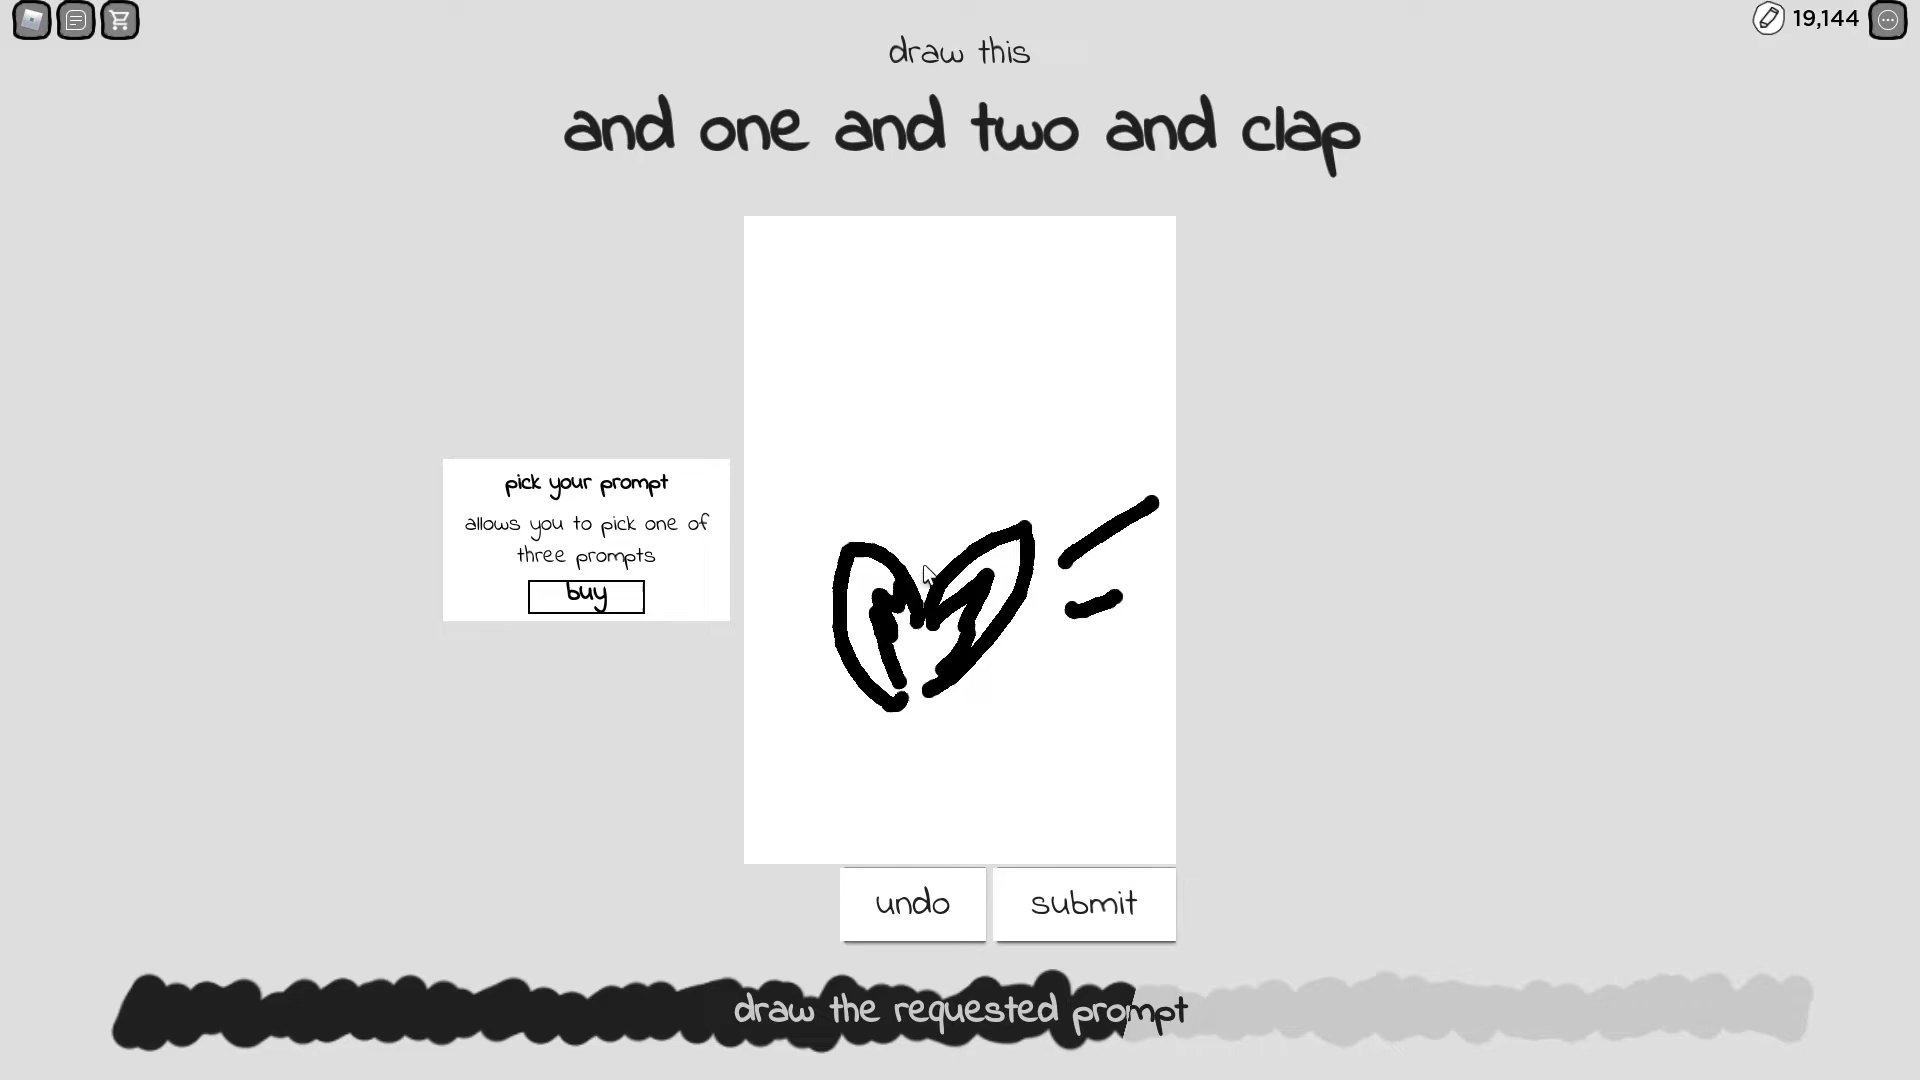 19,144
draw this
and one and two and clap
pick your prompt
allows you to pick one of
three prompts
buy
undo
submit
draw the requested prompt